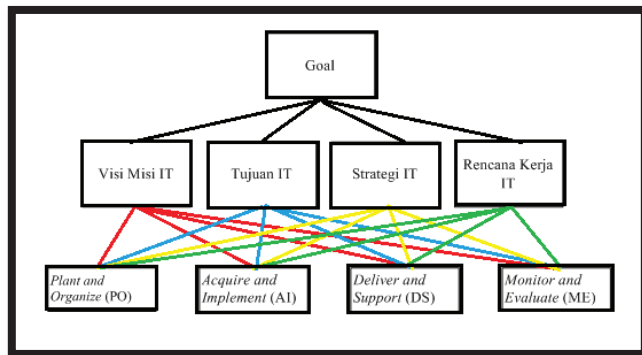 Goal
Visi Misi IT
Tujuan IT
Strategi IT
Rencana Kerja
IT
Plant and
Organize (PO)
Acquire and
Implement (AI)
Deliver and
Support (DS)
Monitor and
Evaluate (ME)